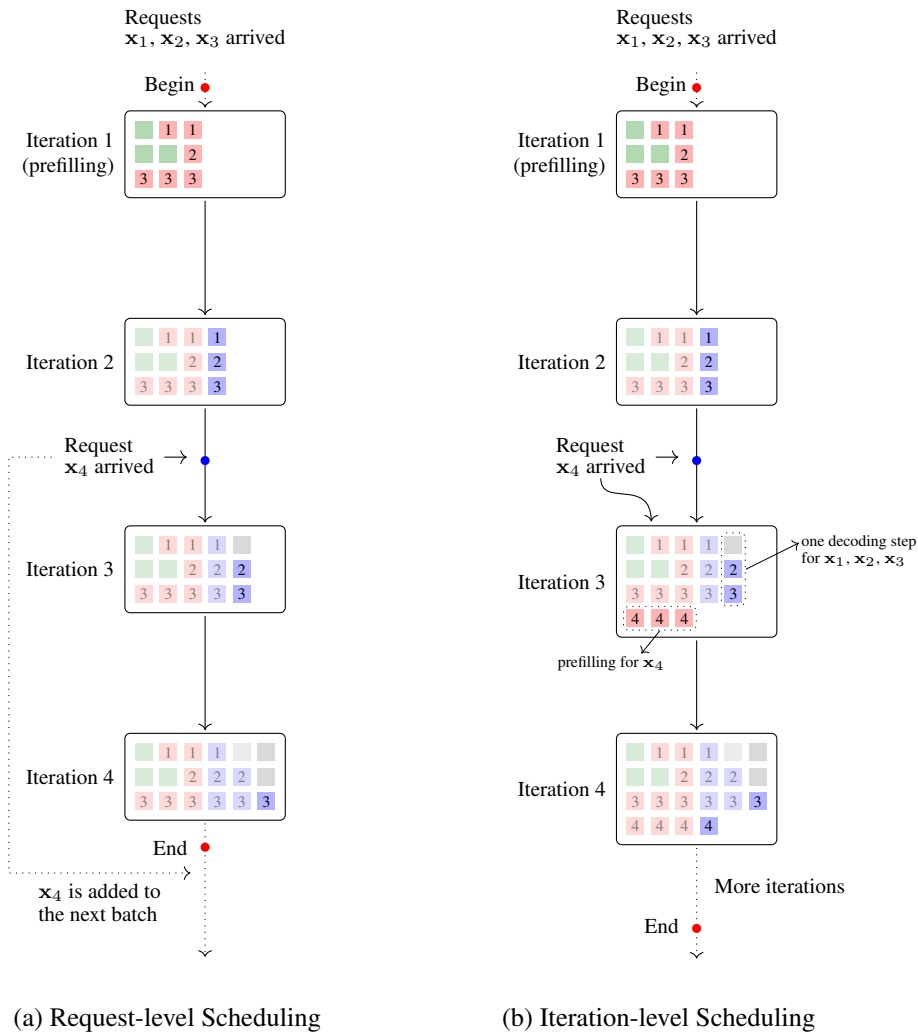 Requests
x₁, x₂, x₃ arrived
Begin
Iteration 1
(prefilling)
1 1
2
3 3 3
Iteration 2
1 1 1
2 2
3 3 3 3
Request
x₄ arrived
Iteration 3
1 1 1
2 2 2
3 3 3 3 3
Iteration 4
1 1 1
2 2 2
3 3 3 3 3 3
End
x₄ is added to
the next batch
(a) Request-level Scheduling
Requests
x₁, x₂, x₃ arrived
Begin
Iteration 1
(prefilling)
1 1
2
3 3 3
Iteration 2
1 1 1
2 2
3 3 3 3
Request
x₄ arrived
Iteration 3
1 1 1
2 2 2
3 3 3 3 3
4 4 4
one decoding step
for x₁, x₂, x₃
prefilling for x₄
Iteration 4
1 1 1
2 2 2
3 3 3 3 3 3
4 4 4 4
More iterations
End
(b) Iteration-level Scheduling